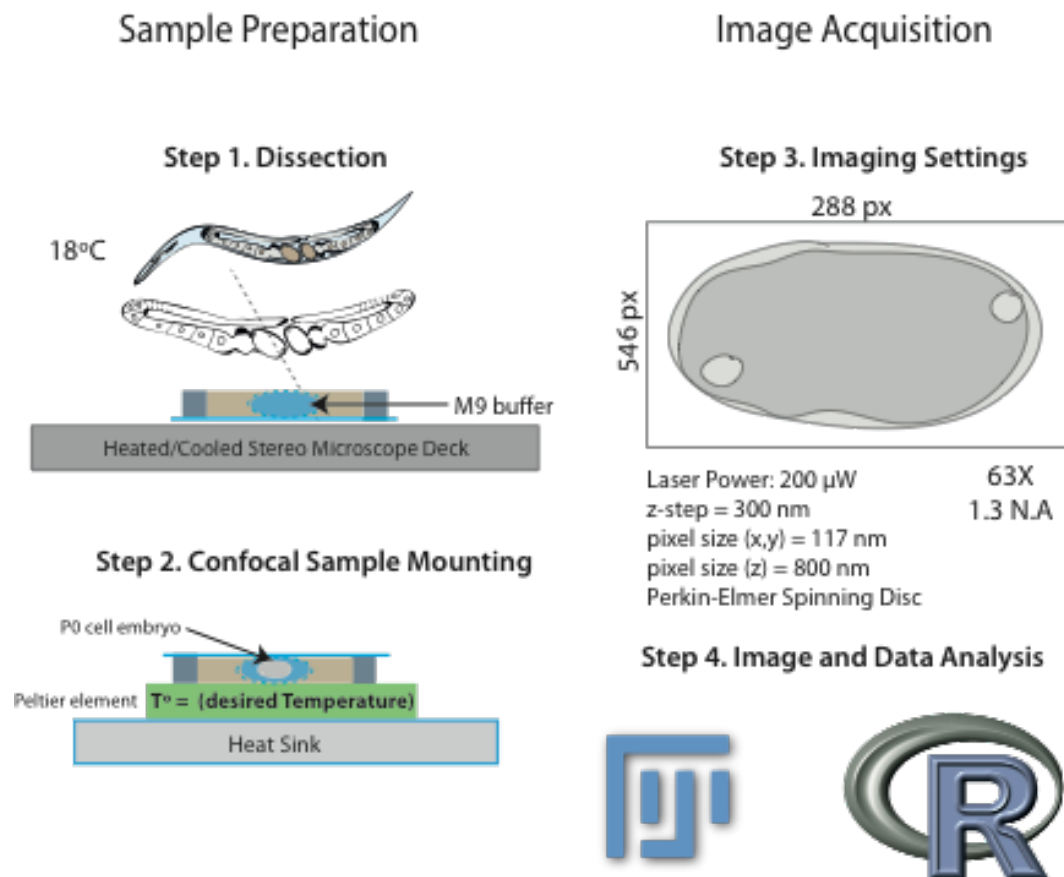 Sample Preparation
Image Acquisition
Step 1. Dissection
18ºC
M9 buffer
Heated/Cooled Stereo Microscope Deck
Step 2. Confocal Sample Mounting
P0 cell embryo
Peltier element
Tº = (desired Temperature)
Heat Sink
Step 3. Imaging Settings
288 px
546 px
Laser Power: 200 µW
z-step = 300 nm
pixel size (x,y) = 117 nm
pixel size (z) = 800 nm
Perkin-Elmer Spinning Disc
63X
1.3 N.A
Step 4. Image and Data Analysis
R